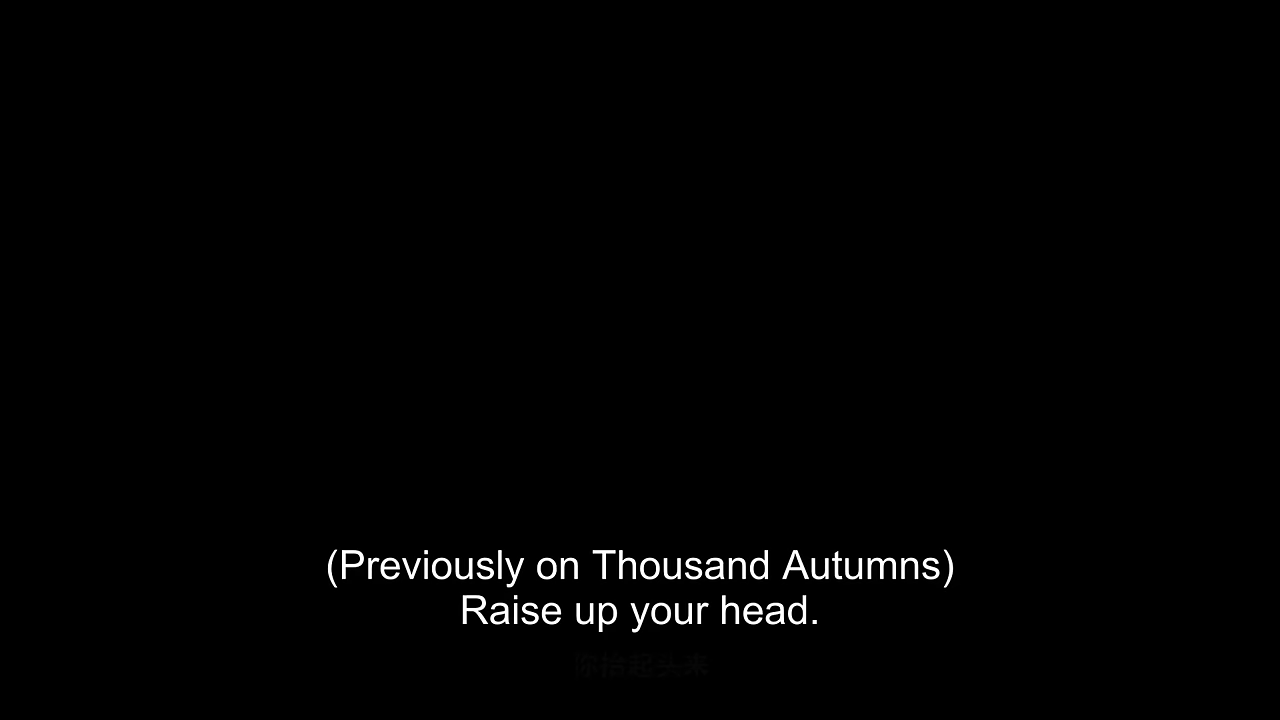 (Previously on Thousand Autumns)
Raise up your head.
你抬起头来